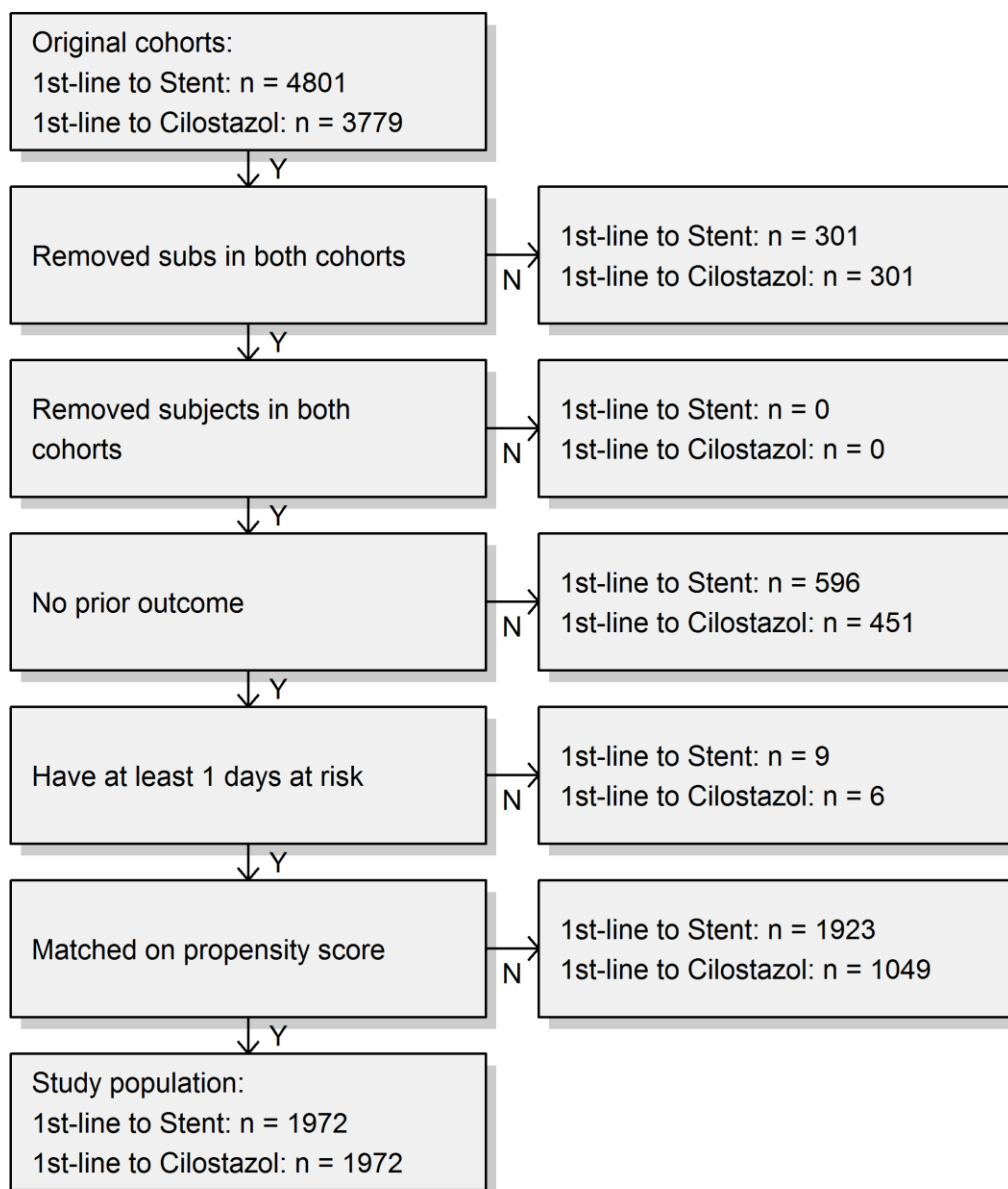 Original cohorts:
1st-line to Stent: n = 4801
1st-line to Cilostazol: n = 3779
Y
Removed subs in both cohorts
N
1st-line to Stent: n = 301
1st-line to Cilostazol: n = 301
Y
Removed subjects in both
cohorts
N
1st-line to Stent: n = 0
1st-line to Cilostazol: n = 0
Y
No prior outcome
N
1st-line to Stent: n = 596
1st-line to Cilostazol: n = 451
Y
Have at least 1 days at risk
N
1st-line to Stent: n = 9
1st-line to Cilostazol: n = 6
Y
Matched on propensity score
N
1st-line to Stent: n = 1923
1st-line to Cilostazol: n = 1049
Y
Study population:
1st-line to Stent: n = 1972
1st-line to Cilostazol: n = 1972